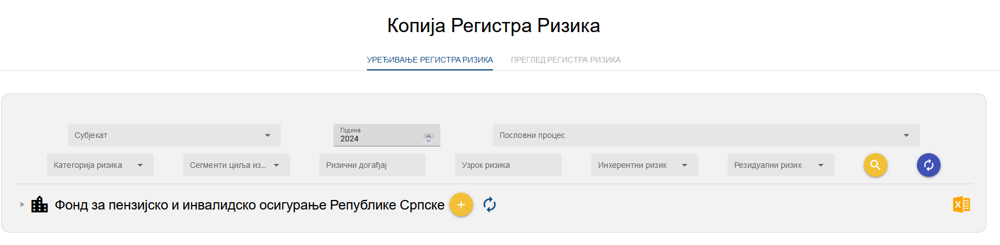 Копија Регистра Ризика
УРЕЂИВАЊЕ РЕГИСТРА РИЗИКА ПРЕГЛЕД РЕГИСТРА РИЗИКА
Субјекат Година 2024 Пословни процес
Категорија ризика Сегменти циља из... Ризични догађај Узрок ризика Инхерентни ризик Резидуални ризик
Фонд за пензијско и инвалидско осигурање Републике Српске